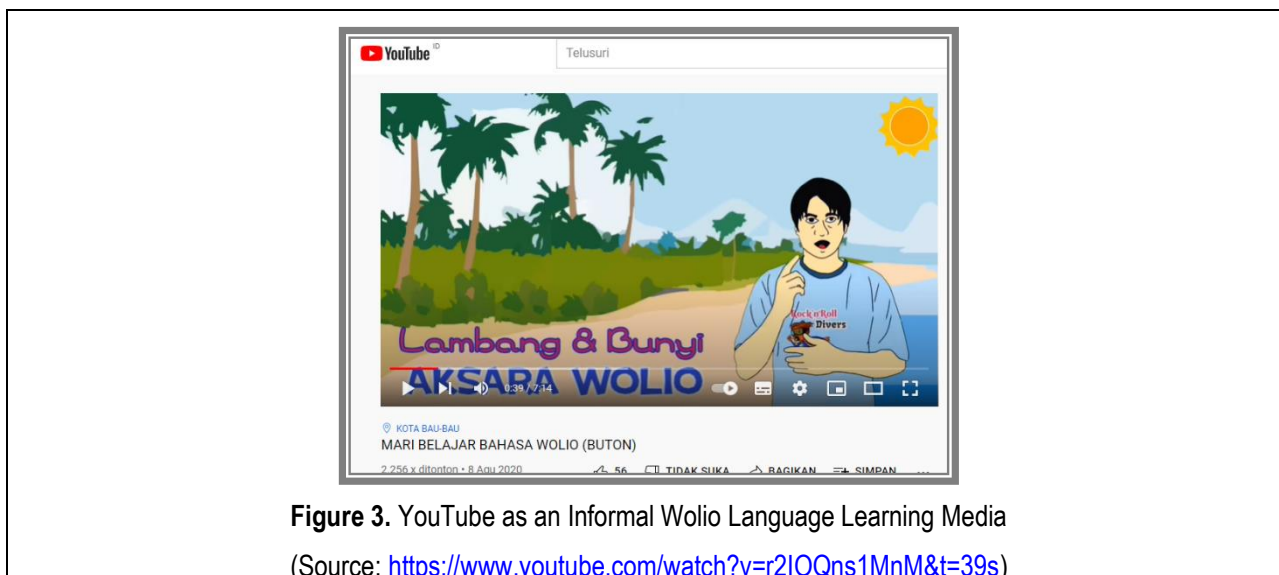 YouTube ID
Telusuri
Rock n'Roll
Divers
Lambang & Bunyi
AKSARA WOLIO
0:39 / 7:14
KOTA BAU-BAU
MARI BELAJAR BAHASA WOLIO (BUTON)
2.256 x ditonton • 8 Agu 2020 56 TIDAK SUKA BAGIKAN SIMPAN ...
Figure 3. YouTube as an Informal Wolio Language Learning Media
(Source: https://www.youtube.com/watch?v=r2IOQns1MnM&t=39s)